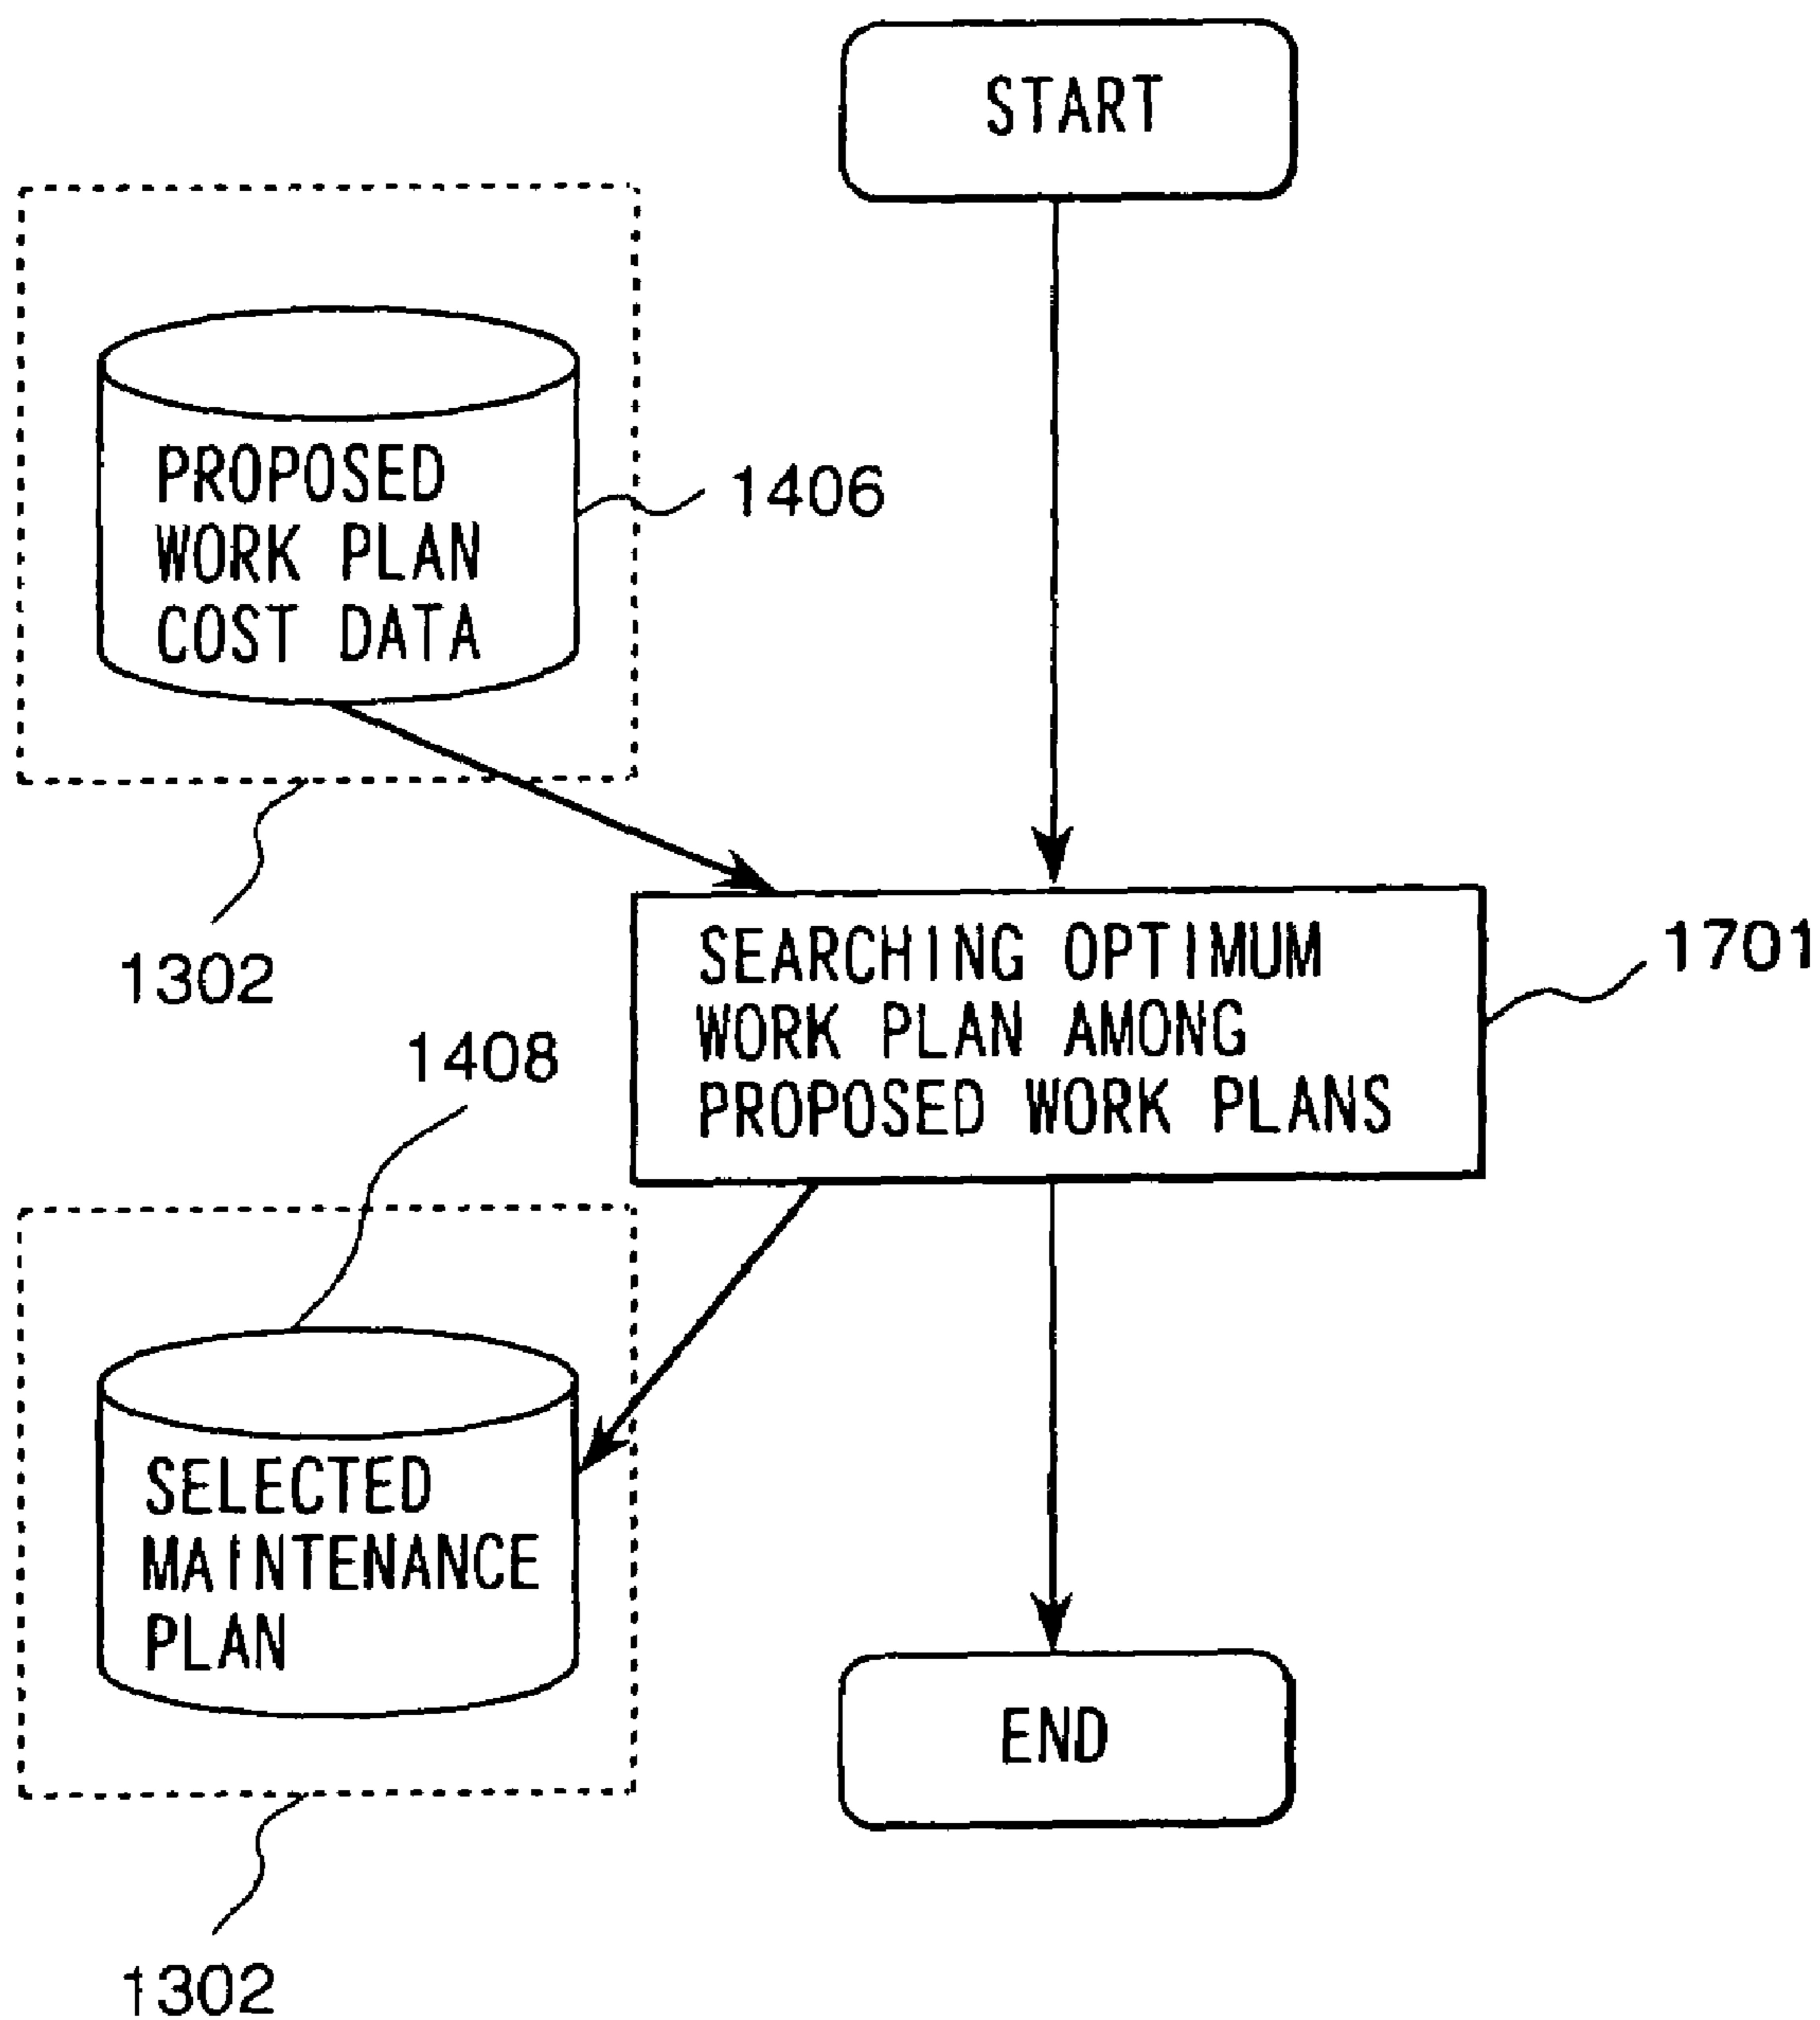 START
PROPOSED
WORK PLAN
COST DATA
1406
1302
SEARCHING OPTIMUM
WORK PLAN AMONG
PROPOSED WORK PLANS
1701
1408
SELECTED
MAINTENANCE
PLAN
END
1302